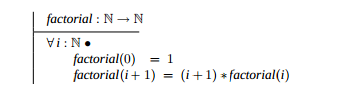 factorial : ℕ → ℕ
∀ i : ℕ •
factorial(0) = 1
factorial(i + 1) = (i + 1) * factorial(i)